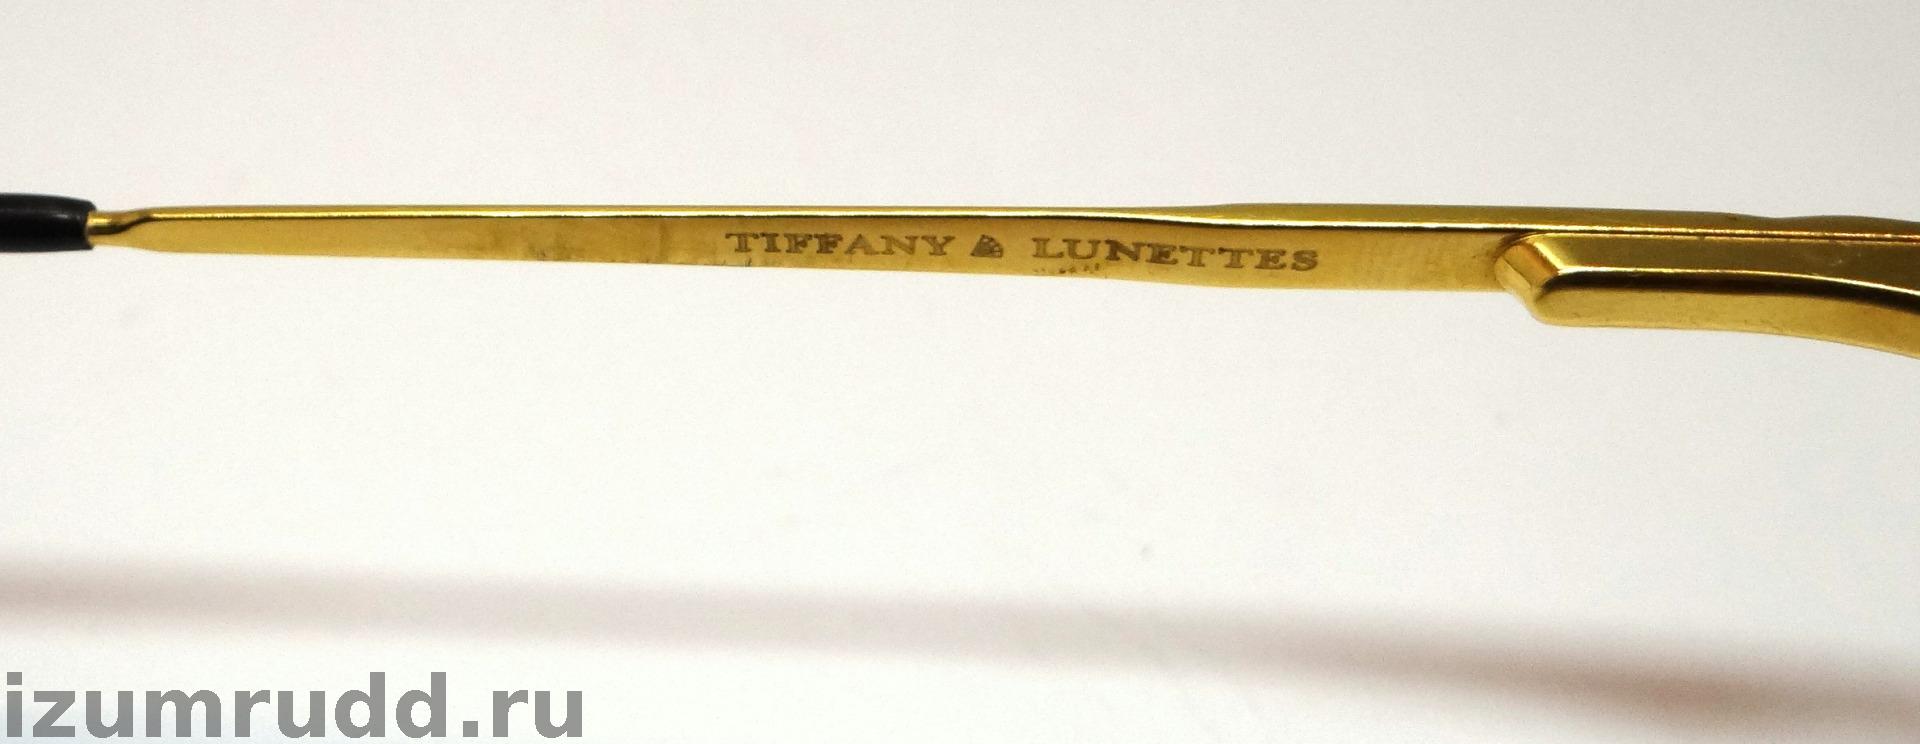 TIFFANY & LUNETTES
izumrudd.ru